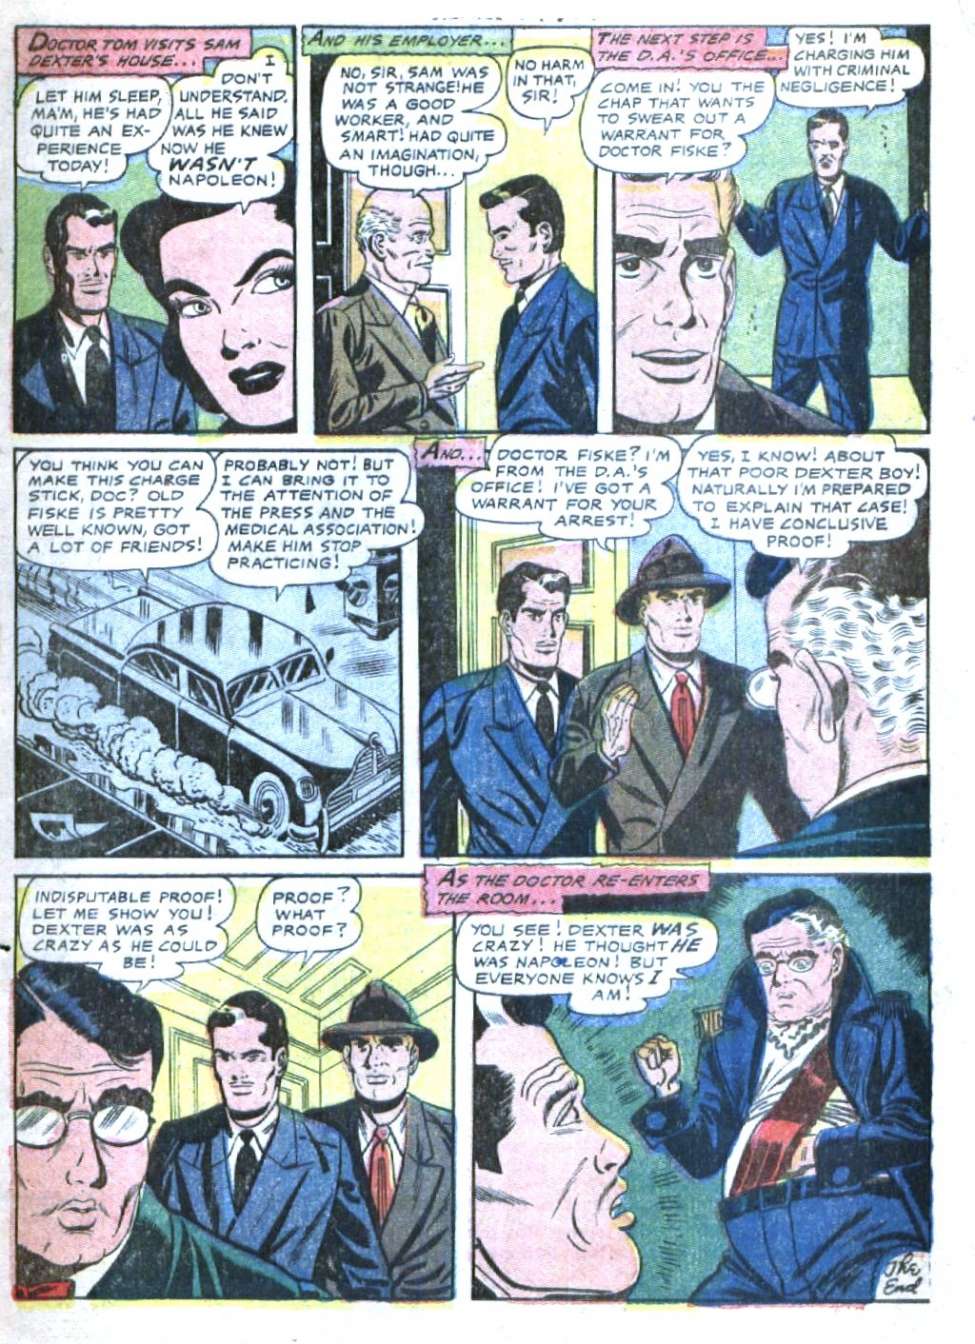 DOCTOR TOM VISITS SAM
DEXTER'S HOUSE...
LET HIM SLEEP,
MA'M, HE'S HAD
QUITE AN EX-
PERIENCE
TODAY!
I
DON'T
UNDERSTAND.
ALL HE SAID
WAS HE KNEW
NOW HE
WASN'T
NAPOLEON!
AND HIS EMPLOYER...
NO, SIR, SAM WAS
NOT STRANGE! HE
WAS A GOOD
WORKER, AND
SMART! HAD QUITE
AN IMAGINATION,
THOUGH...
NO HARM
IN THAT,
SIR!
THE NEXT STEP IS
THE D.A.'S OFFICE...
COME IN! YOU THE
CHAP THAT WANTS
TO SWEAR OUT A
WARRANT FOR
DOCTOR FISKE?
YES! I'M
CHARGING HIM
WITH CRIMINAL
NEGLIGENCE!
YOU THINK YOU CAN
MAKE THIS CHARGE
STICK, DOC? OLD
FISKE IS PRETTY
WELL KNOWN, GOT
A LOT OF FRIENDS!
PROBABLY NOT! BUT
I CAN BRING IT TO
THE ATTENTION OF
THE PRESS AND THE
MEDICAL ASSOCIATION!
MAKE HIM STOP
PRACTICING!
AND...
DOCTOR FISKE? I'M
FROM THE D.A.'S
OFFICE! I'VE GOT A
WARRANT FOR YOUR
ARREST!
YES, I KNOW! ABOUT
THAT POOR DEXTER BOY!
NATURALLY I'M PREPARED
TO EXPLAIN THAT CASE!
I HAVE CONCLUSIVE
PROOF!
INDISPUTABLE PROOF!
LET ME SHOW YOU!
DEXTER WAS AS
CRAZY AS HE COULD
BE!
PROOF?
WHAT
PROOF?
AS THE DOCTOR RE-ENTERS
THE ROOM...
YOU SEE! DEXTER WAS
CRAZY! HE THOUGHT HE
WAS NAPOLEON! BUT
EVERYONE KNOWS I
AM!
The
End